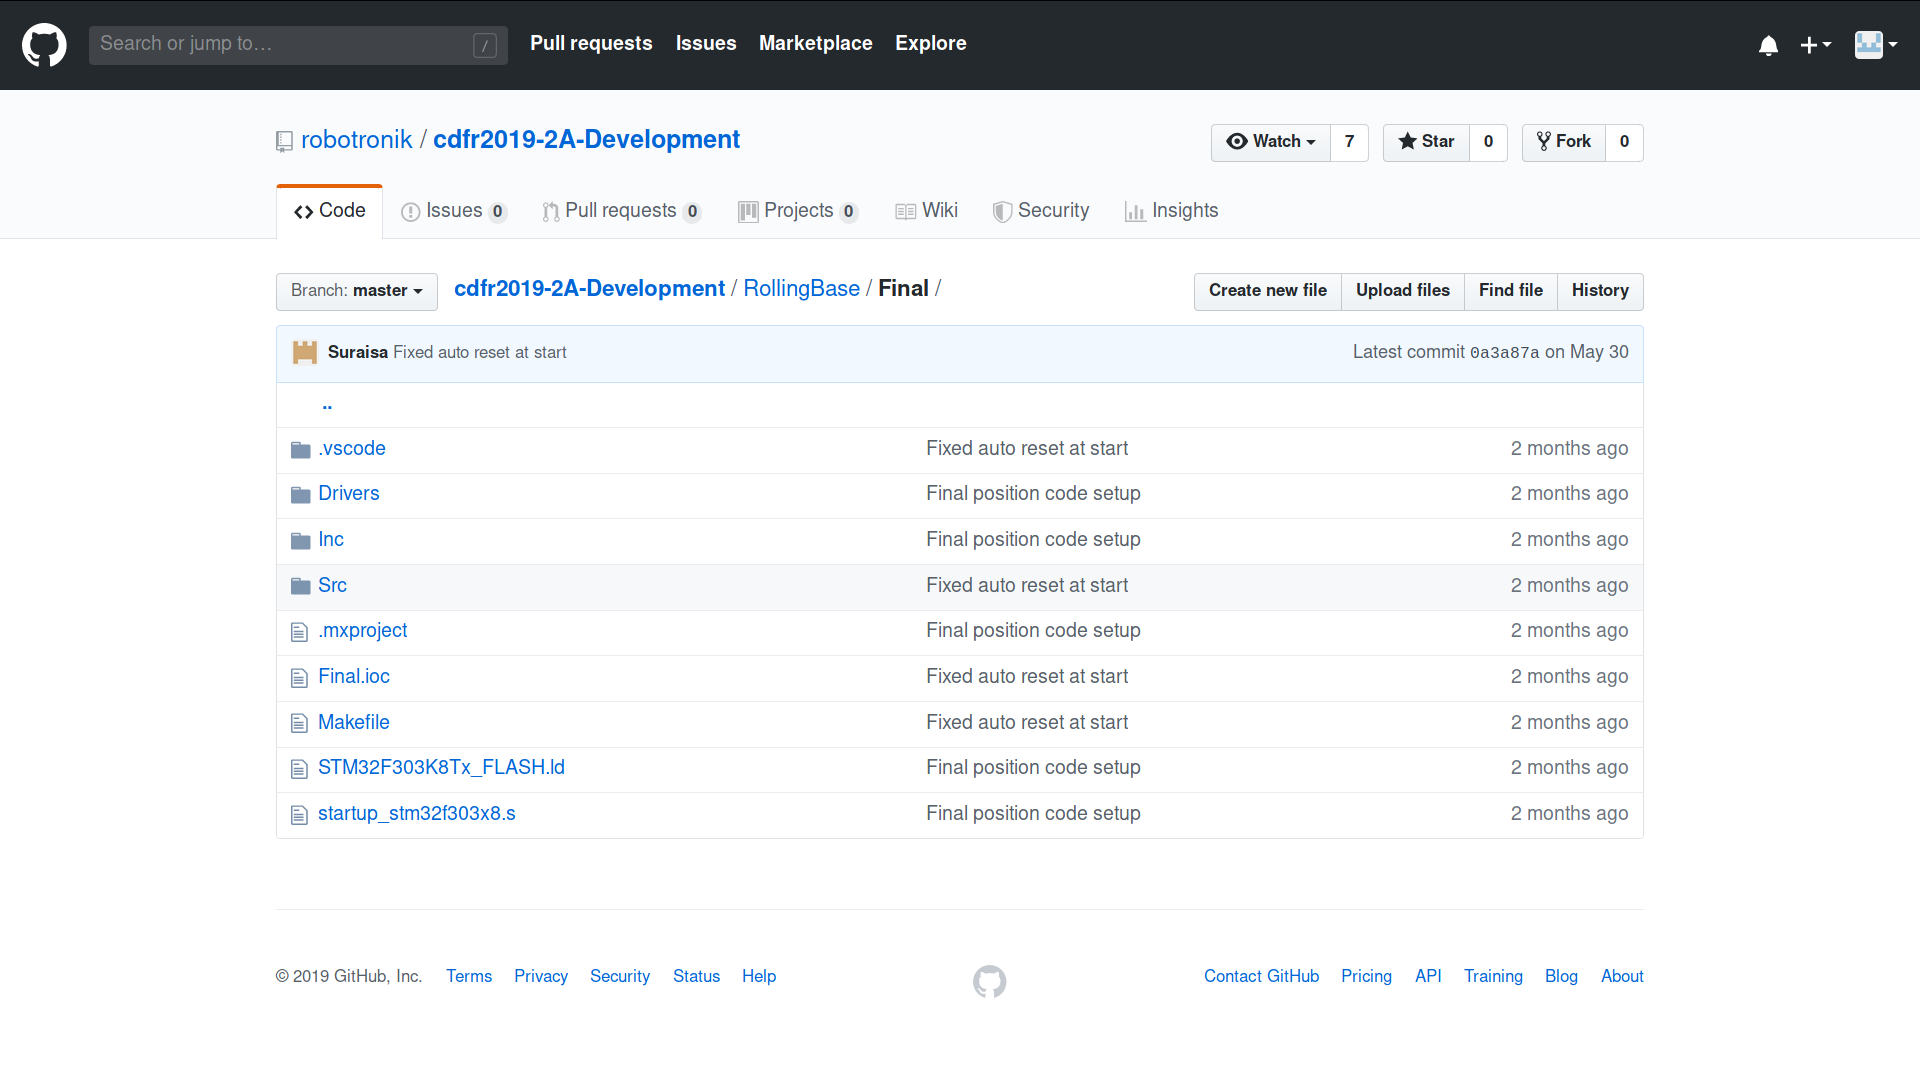 Search or jump to… / Pull requests Issues Marketplace Explore
robotronik / cdfr2019-2A-Development Watch 7 Star 0 Fork 0
Code Issues 0 Pull requests 0 Projects 0 Wiki Security Insights
Branch: master cdfr2019-2A-Development / RollingBase / Final / Create new file Upload files Find file History
Suraisa Fixed auto reset at start Latest commit 0a3a87a on May 30
..
.vscode Fixed auto reset at start 2 months ago
Drivers Final position code setup 2 months ago
Inc Final position code setup 2 months ago
Src Fixed auto reset at start 2 months ago
.mxproject Final position code setup 2 months ago
Final.ioc Fixed auto reset at start 2 months ago
Makefile Fixed auto reset at start 2 months ago
STM32F303K8Tx_FLASH.ld Final position code setup 2 months ago
startup_stm32f303x8.s Final position code setup 2 months ago
© 2019 GitHub, Inc. Terms Privacy Security Status Help Contact GitHub Pricing API Training Blog About